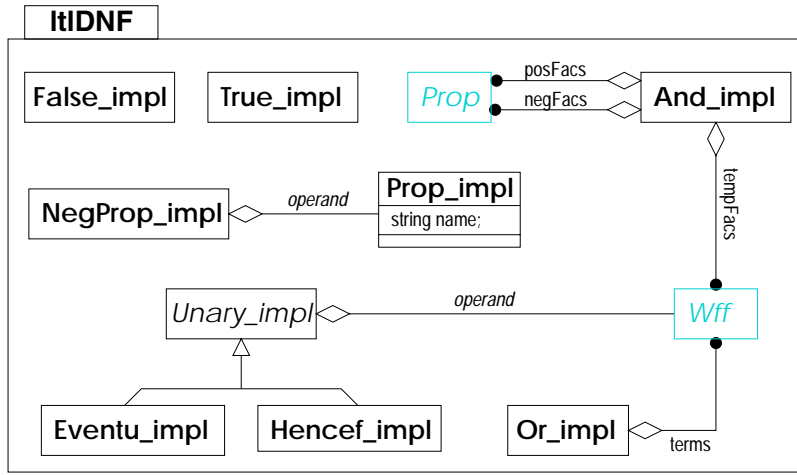 ltlDNF
False_impl
True_impl
Prop
posFacs
negFacs
And_impl
tempFacs
NegProp_impl
operand
Prop_impl
string name;
Unary_impl
operand
Wff
Eventu_impl
Hencef_impl
Or_impl
terms